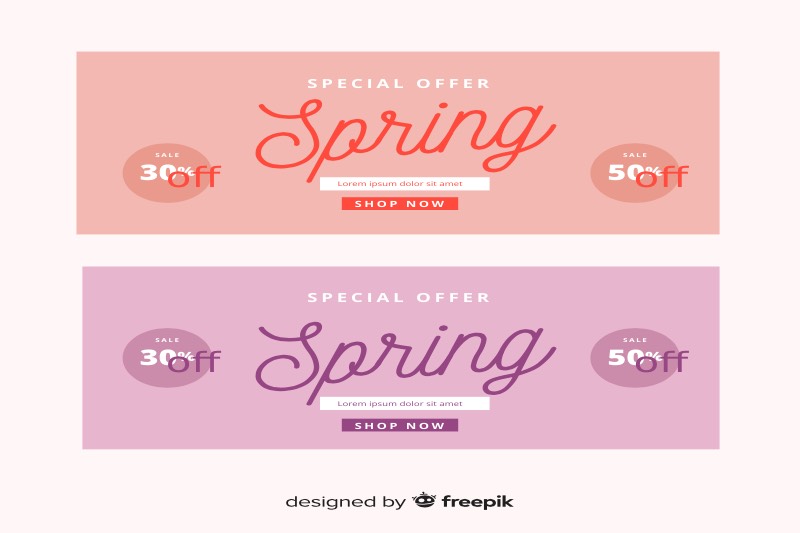 SPECIAL OFFER
Spring
SALE
30%
off
Lorem ipsum dolor sit amet
SHOP NOW
SALE
50%
off
SPECIAL OFFER
Spring
SALE
30%
off
Lorem ipsum dolor sit amet
SHOP NOW
SALE
50%
off
designed by freepik